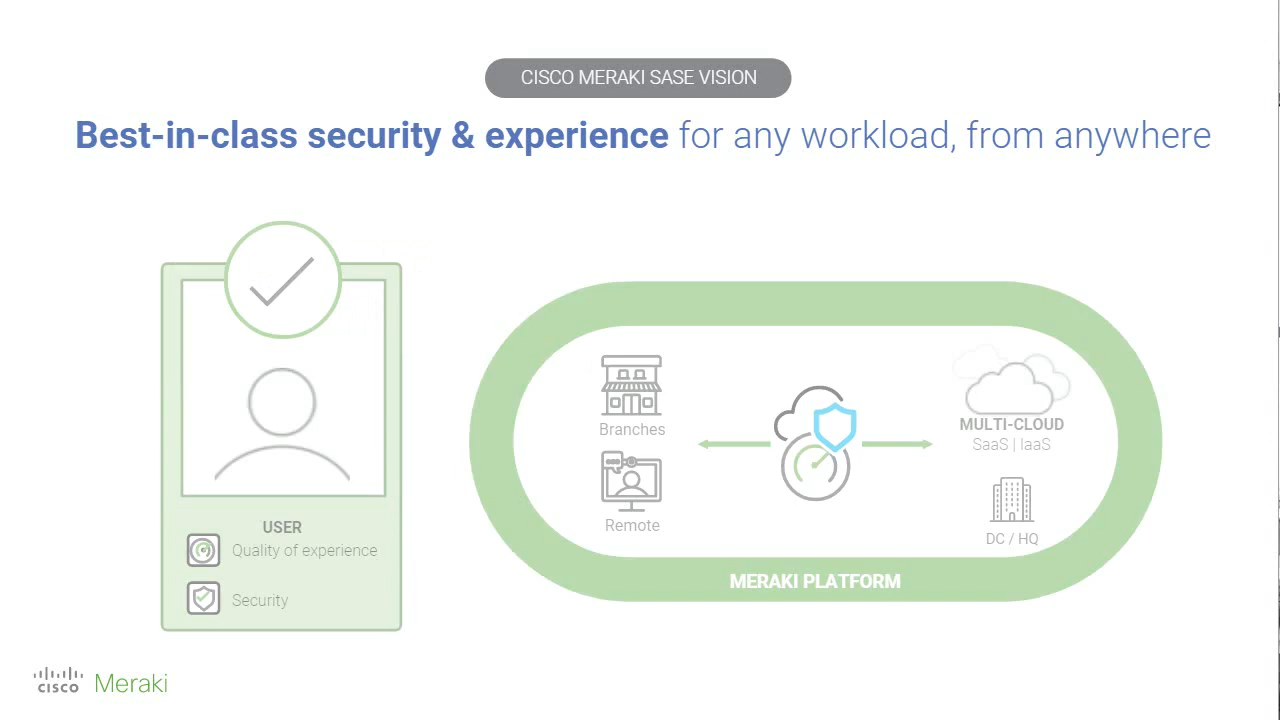 CISCO MERAKI SASE VISION
Best-in-class security & experience for any workload, from anywhere
USER
Quality of experience
Security
Branches
Remote
MULTI-CLOUD
SaaS | IaaS
DC / HQ
MERAKI PLATFORM
CISCO Meraki